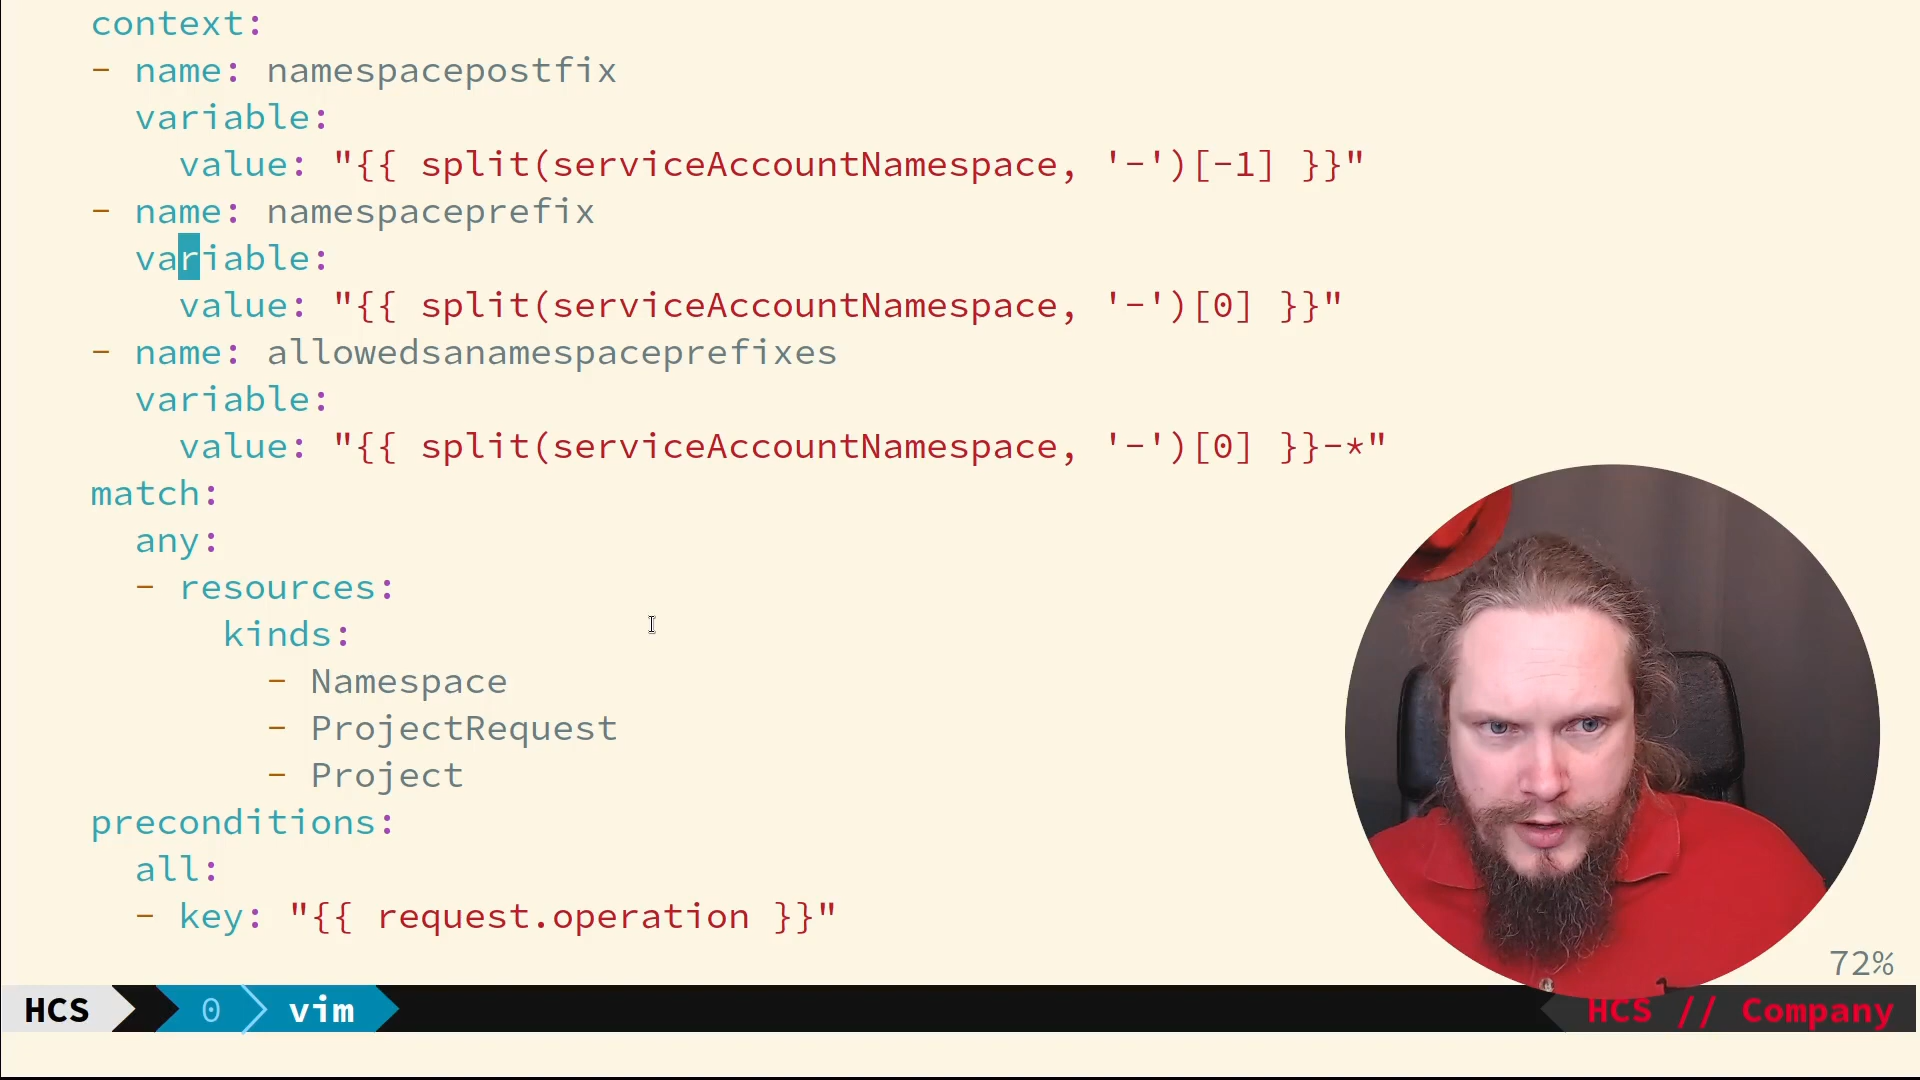 context:
- name: namespacepostfix
variable:
value: "{{ split(serviceAccountNamespace, '-')[-1] }}"
- name: namespaceprefix
variable:
value: "{{ split(serviceAccountNamespace, '-')[0] }}"
- name: allowedsanamespaceprefixes
variable:
value: "{{ split(serviceAccountNamespace, '-')[0] }}-*"
match:
any:
- resources:
kinds:
- Namespace
- ProjectRequest
- Project
preconditions:
all:
- key: "{{ request.operation }}"
72%
HCS 0 vim HCS // Company